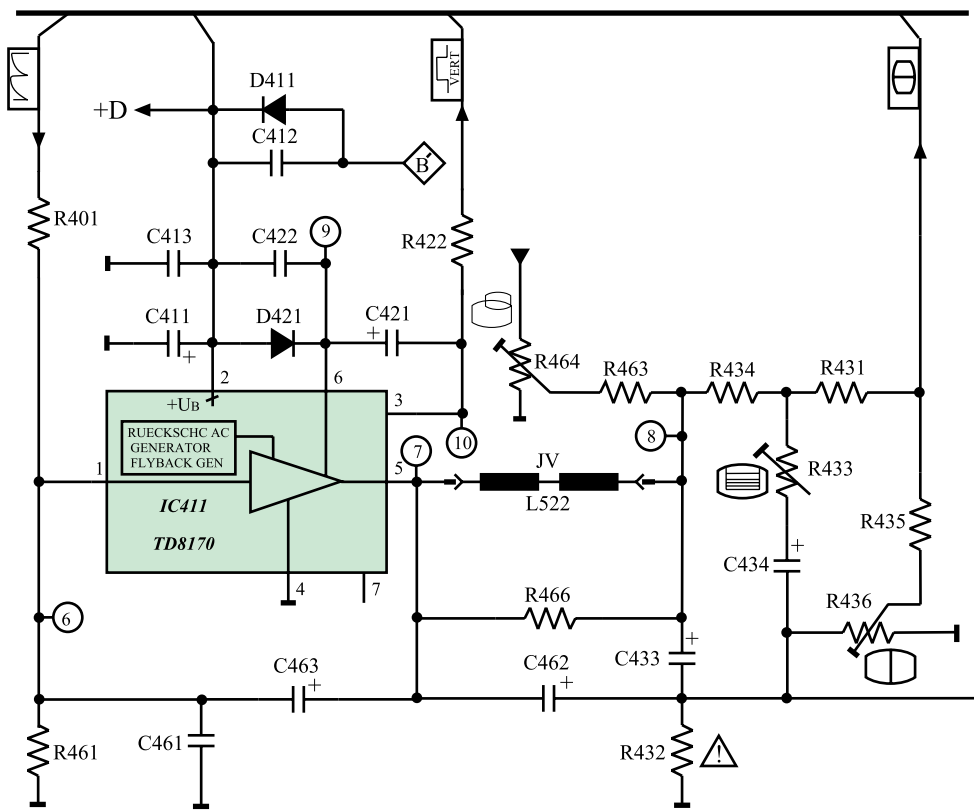 VERT
D411
+D
C412
B´
R401
C413
C422
9
R422
C411
+
D421
C421
+
R464
R463
R434
R431
2
6
+UB
3
10
RUECKSCHC AC
GENERATOR
FLYBACK GEN
1
5
7
8
JV
L522
R433
IC411
TD8170
R435
C434
+
4
7
6
R466
R436
C433
+
C463
+
C462
+
R461
C461
R432
!